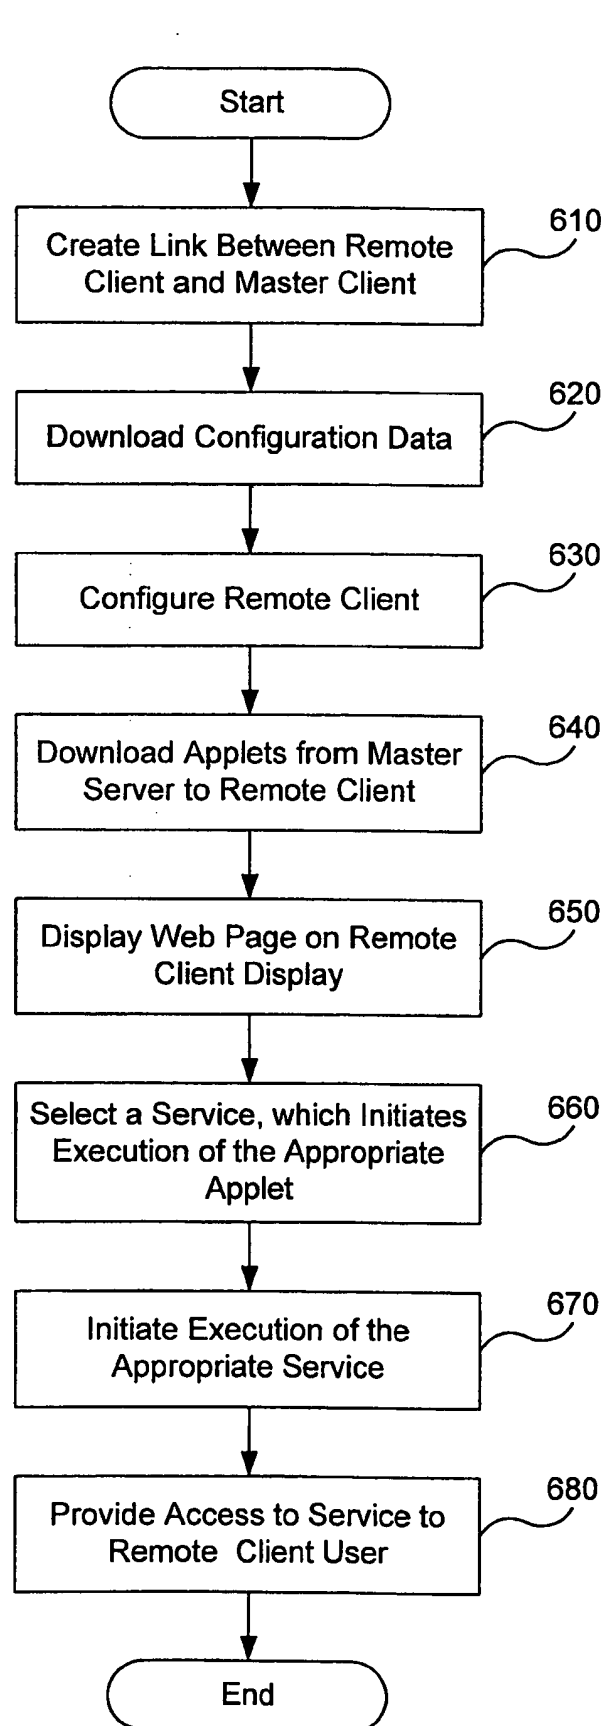 Start
610
Create Link Between Remote
Client and Master Client
620
Download Configuration Data
630
Configure Remote Client
640
Download Applets from Master
Server to Remote Client
650
Display Web Page on Remote
Client Display
660
Select a Service, which Initiates
Execution of the Appropriate
Applet
670
Initiate Execution of the
Appropriate Service
680
Provide Access to Service to
Remote Client User
End